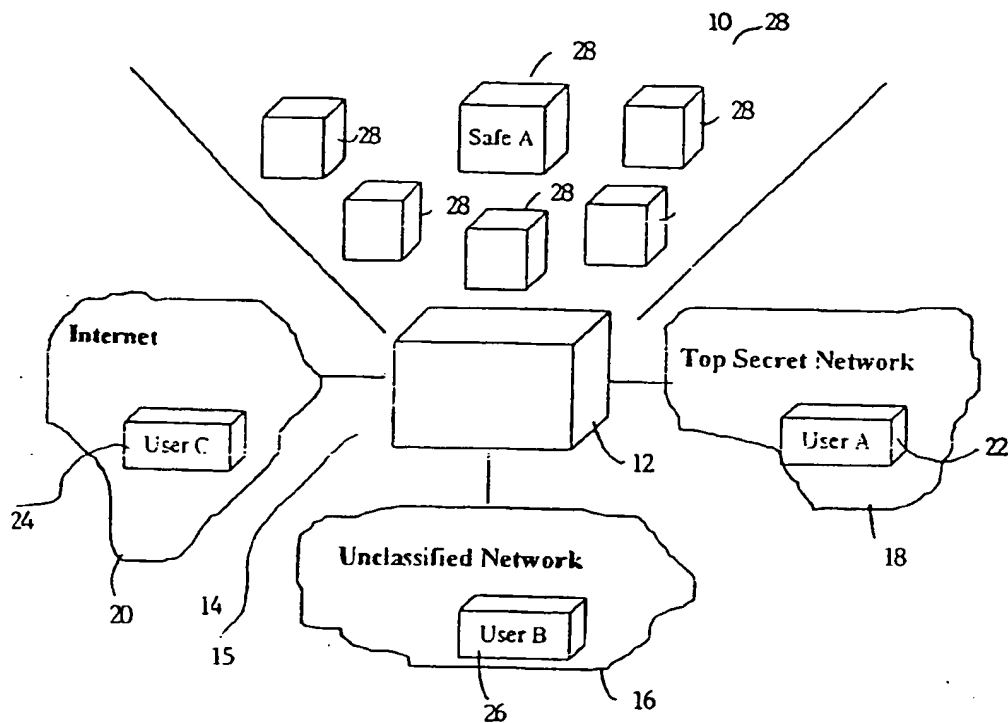 10 28
28
28
Safe A
28
28
28
Internet
Top Secret Network
User C
User A
12
22
24
18
Unclassified Network
14
20
15
User B
26
16